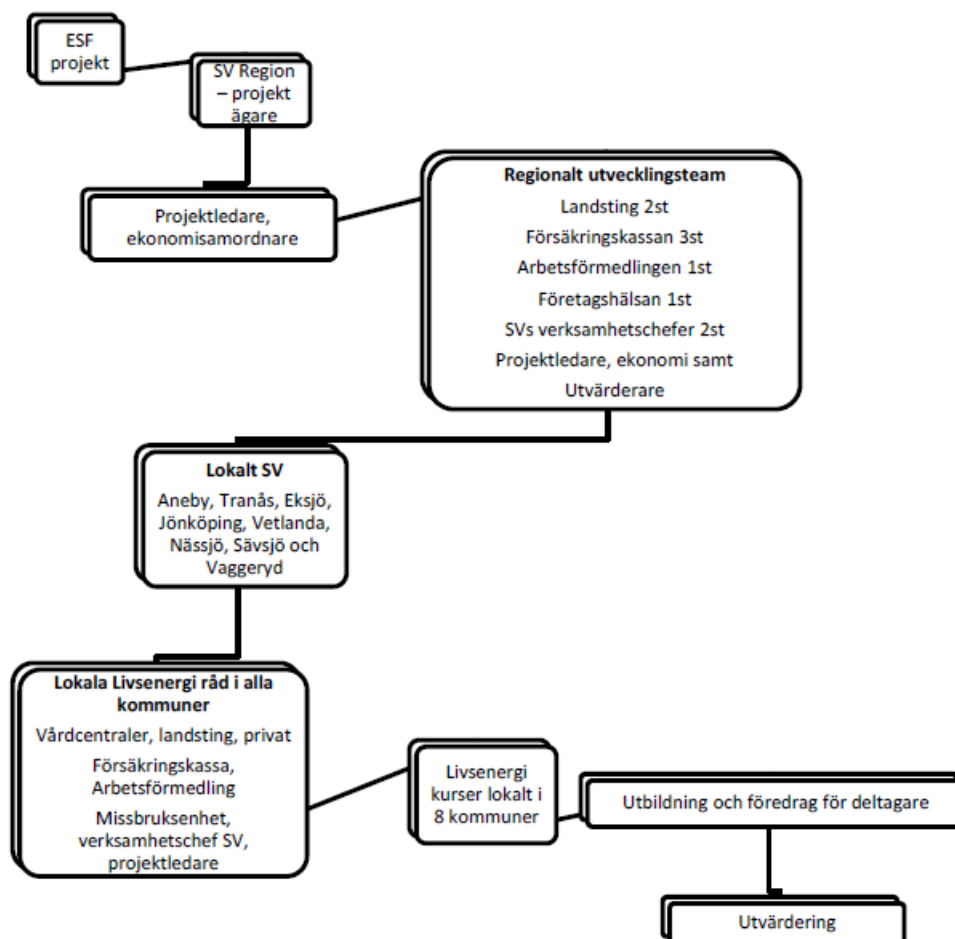 ESF
projekt
SV Region
– projekt
ägare
Projektledare,
ekonomisamordnare
Regionalt utvecklingsteam
Landsting 2st
Försäkringskassan 3st
Arbetsförmedlingen 1st
Företagshälsan 1st
SVs verksamhetschefer 2st
Projektledare, ekonomi samt
Utvärderare
Lokalt SV
Aneby, Tranås, Eksjö,
Jönköping, Vetlanda,
Nässjö, Sävsjö och
Vaggeryd
Lokala Livsenergi råd i alla
kommuner
Vårdcentraler, landsting, privat
Försäkringskassa,
Arbetsförmedling
Missbruksenhet,
verksamhetschef SV,
projektledare
Livsenergi
kurser lokalt i
8 kommuner
Utbildning och föredrag för deltagare
Utvärdering